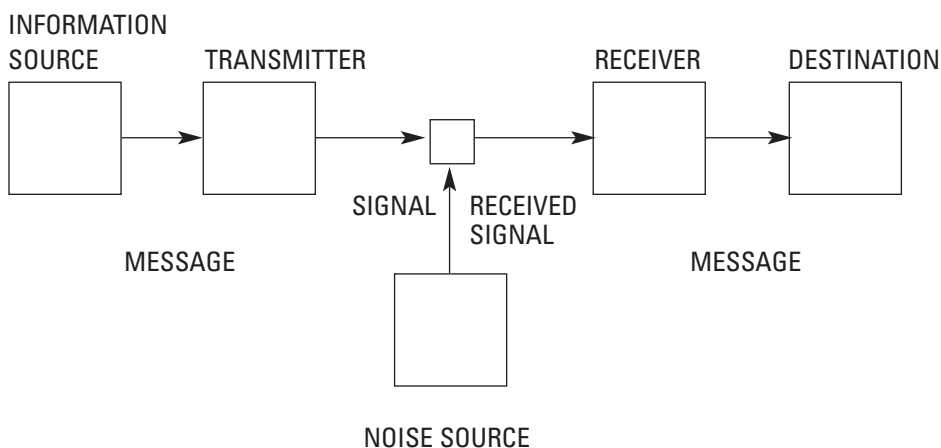 INFORMATION
SOURCE
TRANSMITTER
RECEIVER
DESTINATION
SIGNAL
RECEIVED
SIGNAL
MESSAGE
MESSAGE
NOISE SOURCE